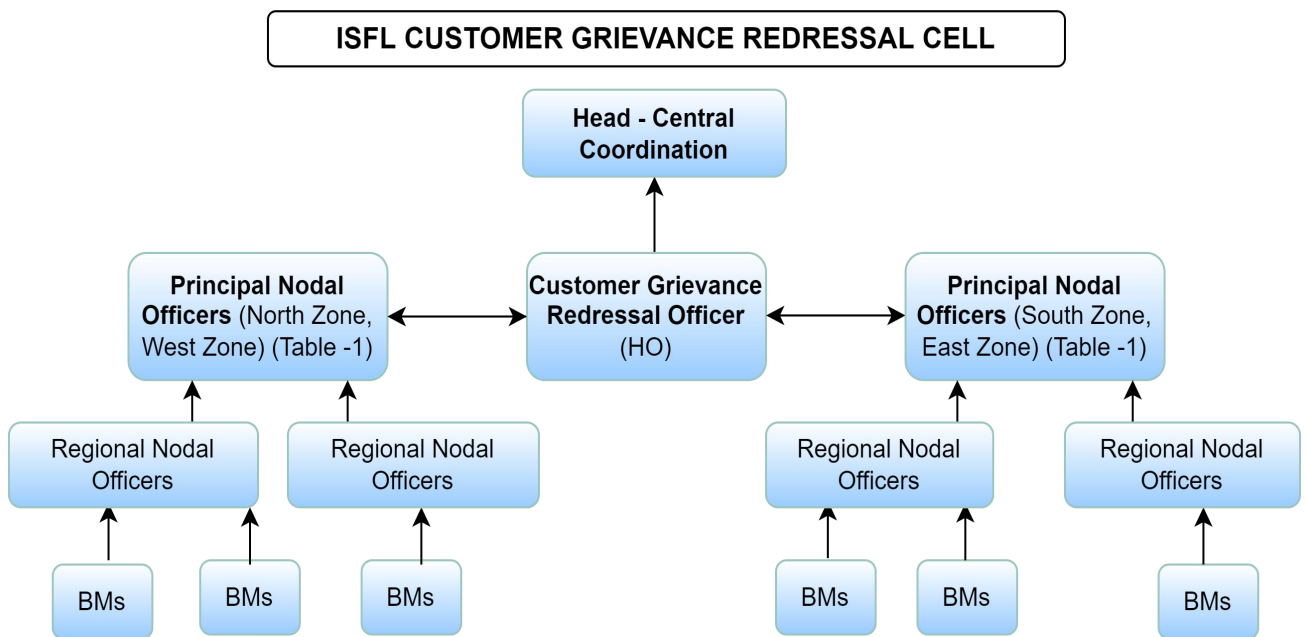 ISFL CUSTOMER GRIEVANCE REDRESSAL CELL
Head - Central
Coordination
Principal Nodal
Officers (North Zone,
West Zone) (Table -1)
Customer Grievance
Redressal Officer
(HO)
Principal Nodal
Officers (South Zone,
East Zone) (Table -1)
Regional Nodal
Officers
Regional Nodal
Officers
Regional Nodal
Officers
Regional Nodal
Officers
BMs
BMs
BMs
BMs
BMs
BMs